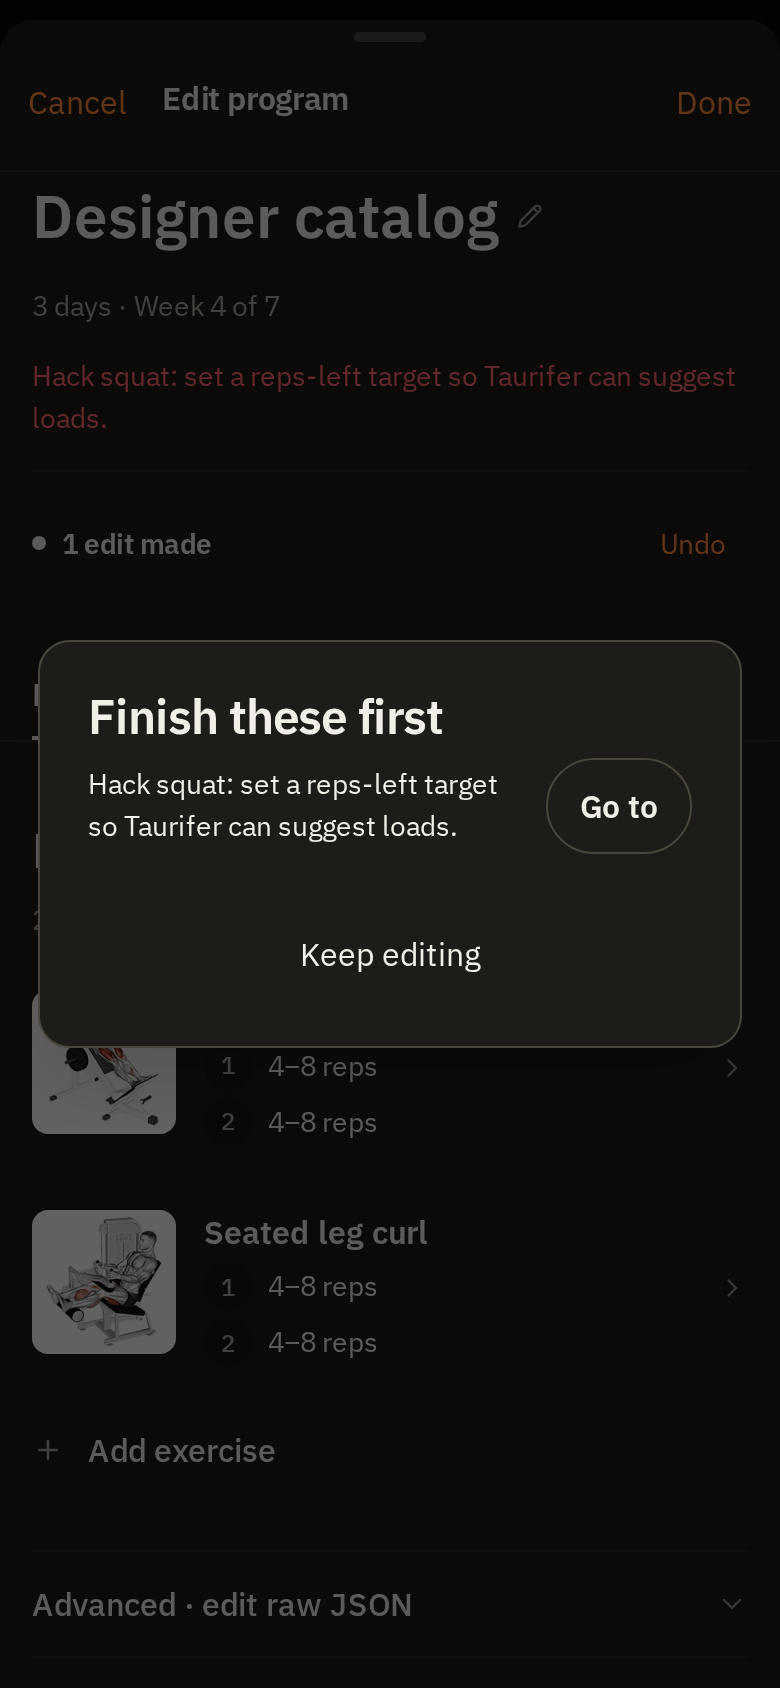 Cancel
Edit program
Done
Designer catalog
3 days · Week 4 of 7
Hack squat: set a reps-left target so Taurifer can suggest
loads.
1 edit made
Undo
Finish these first
Hack squat: set a reps-left target
so Taurifer can suggest loads.
Go to
Keep editing
1 4–8 reps
2 4–8 reps
Seated leg curl
1 4–8 reps
2 4–8 reps
Add exercise
Advanced · edit raw JSON